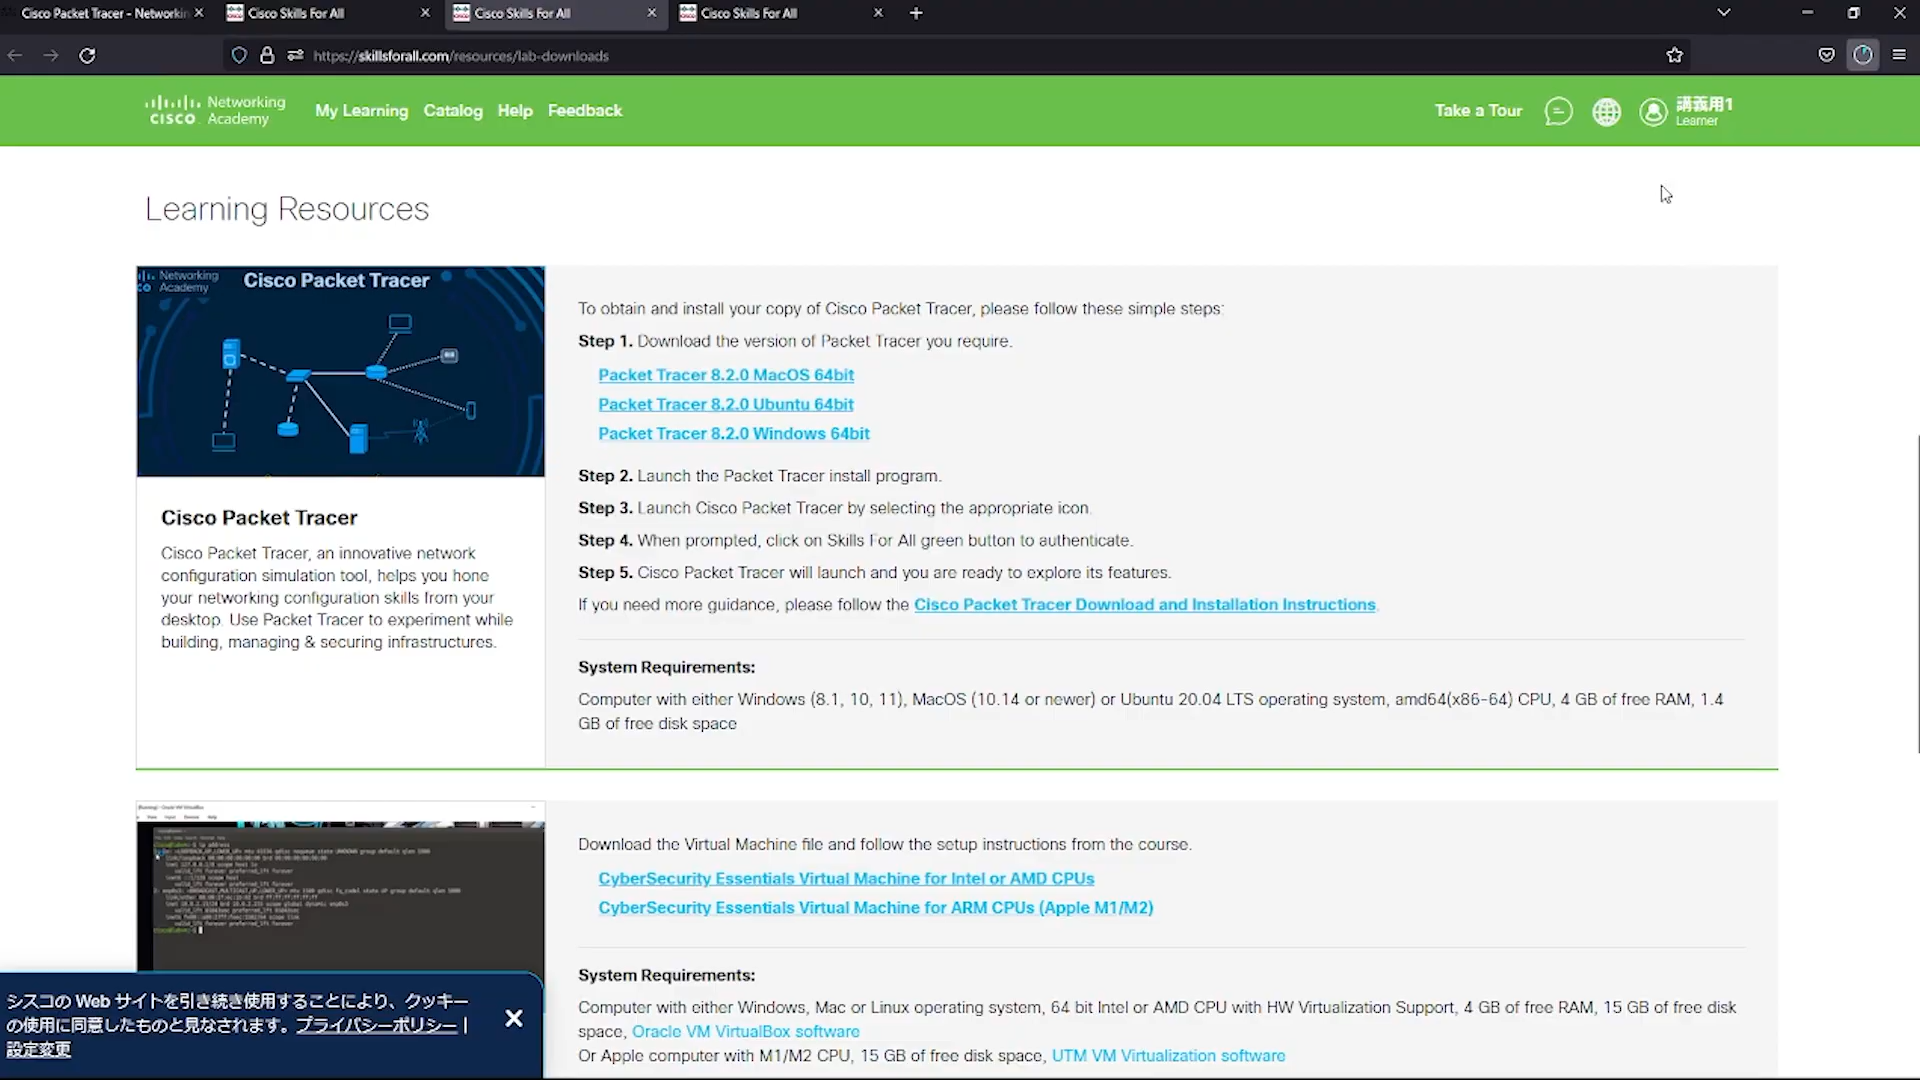 Cisco Packet Tracer - Networkin
Cisco Skills For All
Cisco Skills For All
Cisco Skills For All
https://skillsforall.com/resources/lab-downloads
CISCO Networking Academy
My Learning
Catalog
Help
Feedback
Take a Tour
講義用1
Learner
Learning Resources
Networking
Academy
Cisco Packet Tracer
Cisco Packet Tracer
Cisco Packet Tracer, an innovative network
configuration simulation tool, helps you hone
your networking configuration skills from your
desktop. Use Packet Tracer to experiment while
building, managing & securing infrastructures.
To obtain and install your copy of Cisco Packet Tracer, please follow these simple steps:
Step 1. Download the version of Packet Tracer you require.
Packet Tracer 8.2.0 MacOS 64bit
Packet Tracer 8.2.0 Ubuntu 64bit
Packet Tracer 8.2.0 Windows 64bit
Step 2. Launch the Packet Tracer install program.
Step 3. Launch Cisco Packet Tracer by selecting the appropriate icon.
Step 4. When prompted, click on Skills For All green button to authenticate.
Step 5. Cisco Packet Tracer will launch and you are ready to explore its features.
If you need more guidance, please follow the Cisco Packet Tracer Download and Installation Instructions.
System Requirements:
Computer with either Windows (8.1, 10, 11), MacOS (10.14 or newer) or Ubuntu 20.04 LTS operating system, amd64(x86-64) CPU, 4 GB of free RAM, 1.4
GB of free disk space
Download the Virtual Machine file and follow the setup instructions from the course.
CyberSecurity Essentials Virtual Machine for Intel or AMD CPUs
CyberSecurity Essentials Virtual Machine for ARM CPUs (Apple M1/M2)
System Requirements:
Computer with either Windows, Mac or Linux operating system, 64 bit Intel or AMD CPU with HW Virtualization Support, 4 GB of free RAM, 15 GB of free disk
space, Oracle VM VirtualBox software
Or Apple computer with M1/M2 CPU, 15 GB of free disk space, UTM VM Virtualization software
シスコの Web サイトを引き続き使用することにより、クッキー
の使用に同意したものと見なされます。プライバシーポリシー |
設定変更